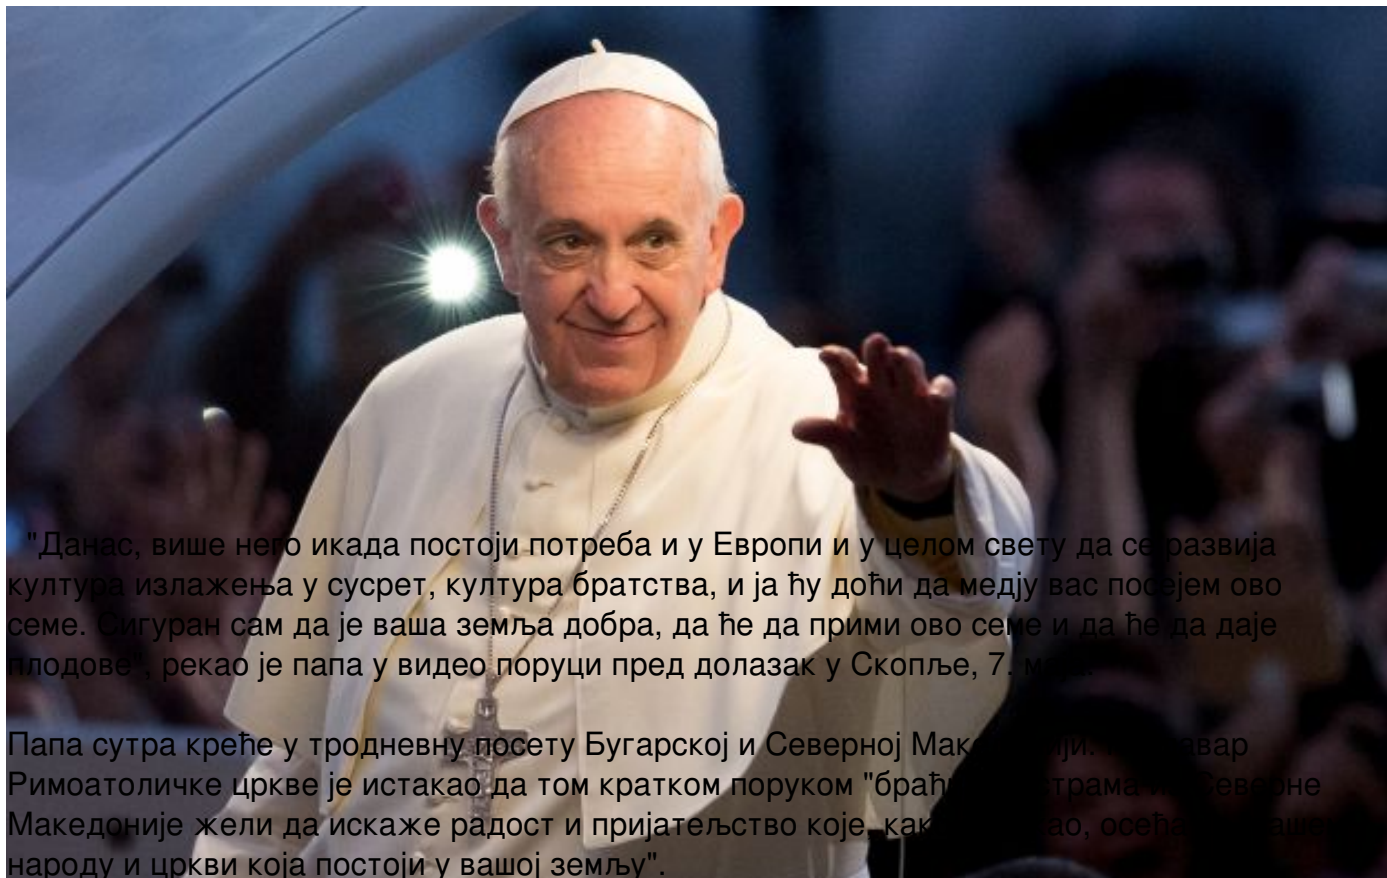 "Данас, више него икада постоји потреба и у Европи и у целом свету да се развија
култура излажења у сусрет, култура братства, и ја ћу доћи да медју вас посејем ово
семе. Сигуран сам да је ваша земља добра, да ће да прими ово семе и да ће да даје
плодове", рекао је папа у видео поруци пред долазак у Скопље, 7.
Папа сутра креће у тродневну посету Бугарској и Северној
Римоатоличке цркве је истакао да том кратком поруком "браћи Северне
Македоније жели да искаже радост и пријатељство које,
народу и цркви која постоји у вашој земљу".